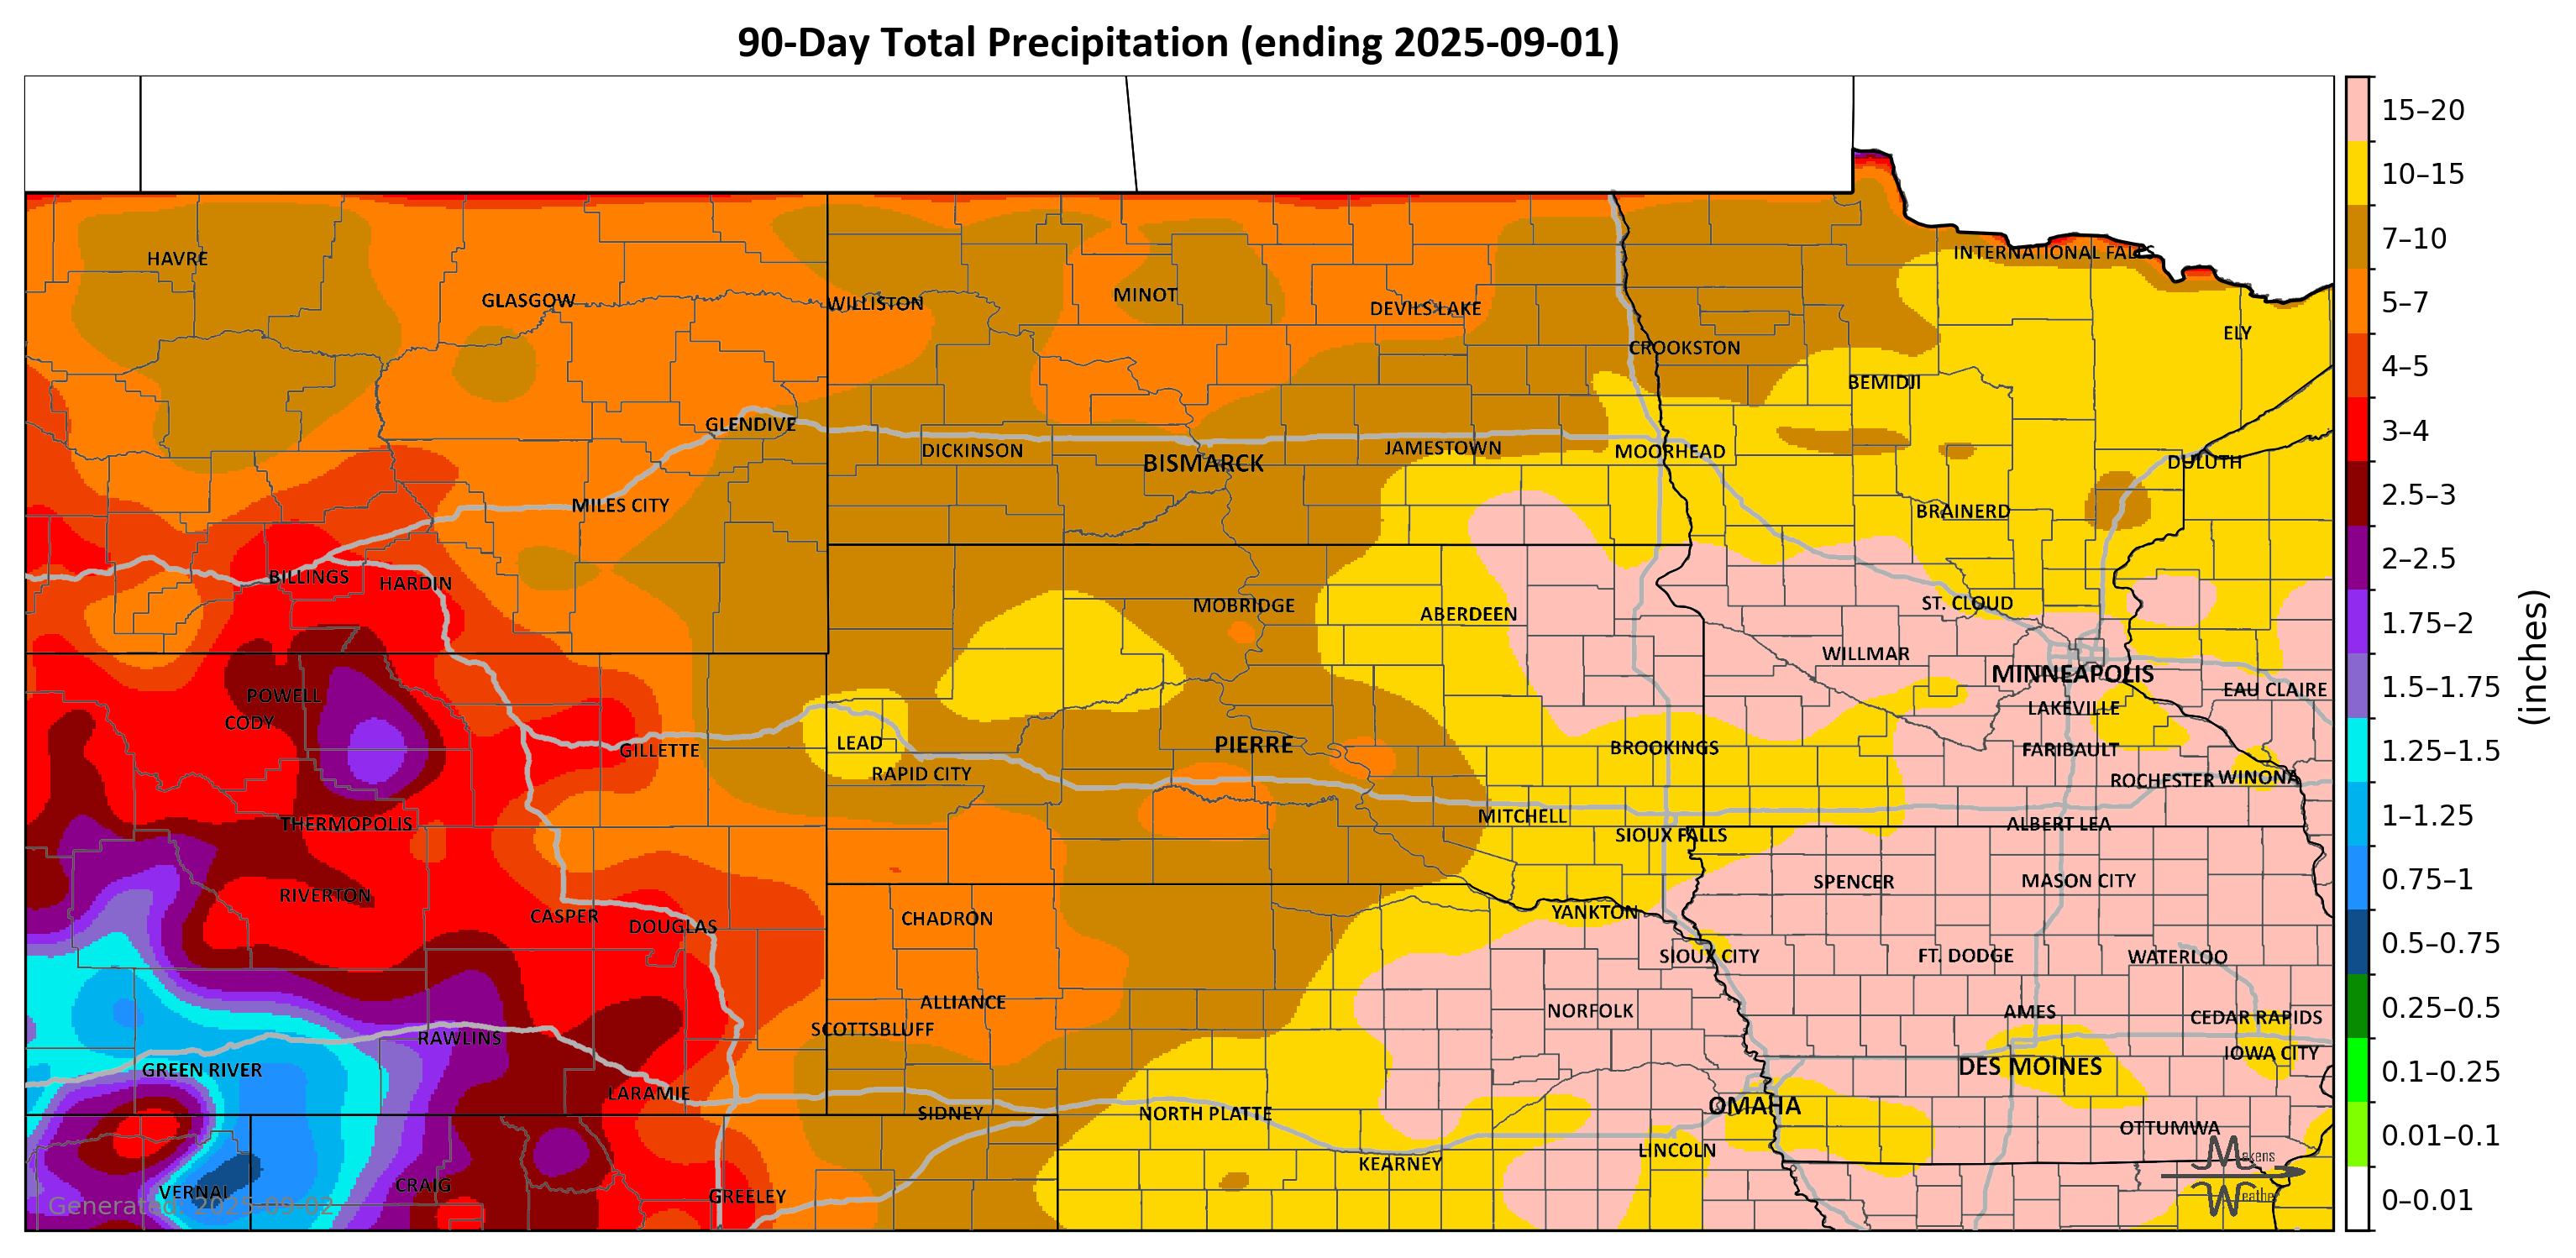 90-Day Total Precipitation (ending 2025-09-01)
INTERNATIONAL FALLS
HAVRE
GLASGOW
WILLISTON
MINOT
DEVILS LAKE
ELY
CROOKSTON
BEMIDJI
GLENDIVE
DICKINSON
BISMARCK
JAMESTOWN
MOORHEAD
DULUTH
MILES CITY
BRAINERD
BILLINGS
HARDIN
MOBRIDGE
ABERDEEN
ST. CLOUD
WILLMAR
MINNEAPOLIS
POWELL
EAU CLAIRE
CODY
LAKEVILLE
GILLETTE
LEAD
PIERRE
BROOKINGS
FARIBAULT
RAPID CITY
ROCHESTER
WINONA
THERMOPOLIS
MITCHELL
SIOUX FALLS
ALBERT LEA
RIVERTON
SPENCER
MASON CITY
CASPER
DOUGLAS
CHADRON
YANKTON
SIOUX CITY
FT. DODGE
WATERLOO
ALLIANCE
NORFOLK
AMES
CEDAR RAPIDS
SCOTTSBLUFF
RAWLINS
IOWA CITY
GREEN RIVER
DES MOINES
LARAMIE
SIDNEY
NORTH PLATTE
OMAHA
OTTUMWA
LINCOLN
KEARNEY
VERNAL
CRAIG
GREELEY
Generated: 2025-09-02
Makens
Weather
15–20
10–15
7–10
5–7
4–5
3–4
2.5–3
2–2.5
1.75–2
1.5–1.75
1.25–1.5
1–1.25
0.75–1
0.5–0.75
0.25–0.5
0.1–0.25
0.01–0.1
0–0.01
(inches)